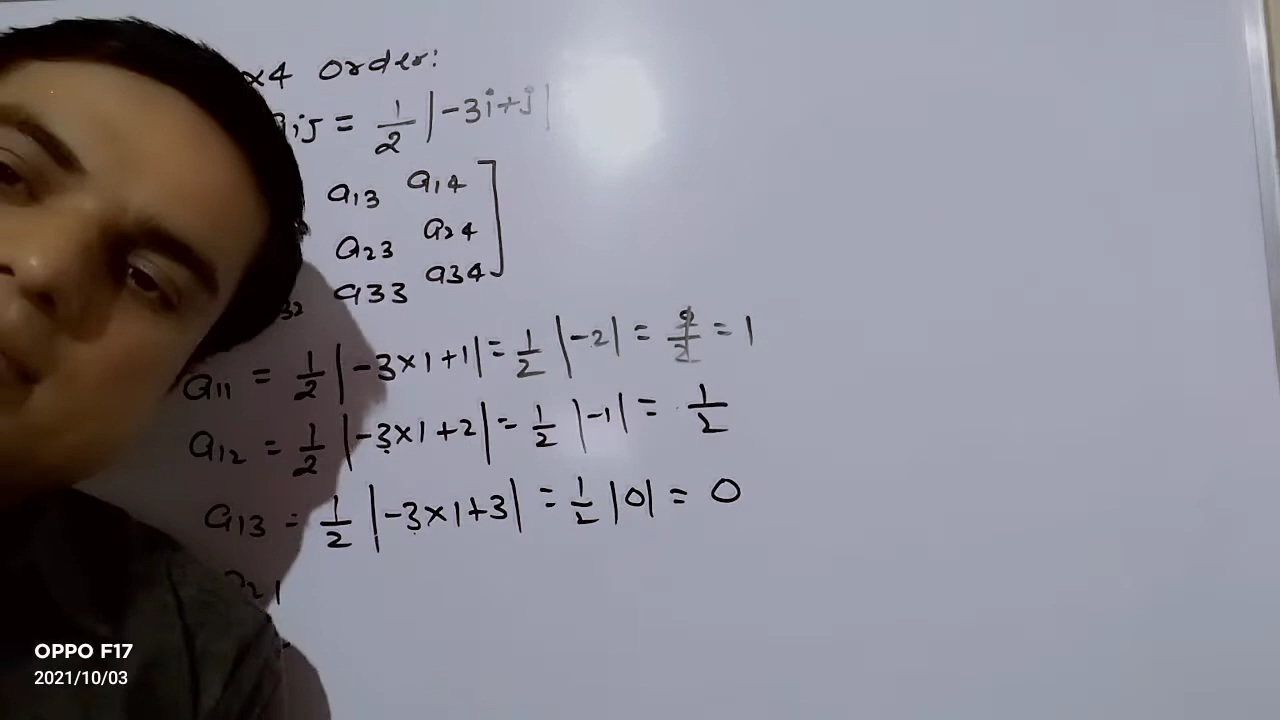 x4 order:
ij = 1/2 |-3i+j|
a13 a14
a23 a24
32 a33 a34
a11 = 1/2 |-3×1+1| = 1/2 |-2| = 2/2 = 1
a12 = 1/2 |-3×1+2| = 1/2 |-1| = 1/2
a13 = 1/2 |-3×1+3| = 1/2 |0| = 0
21
OPPO F17
2021/10/03